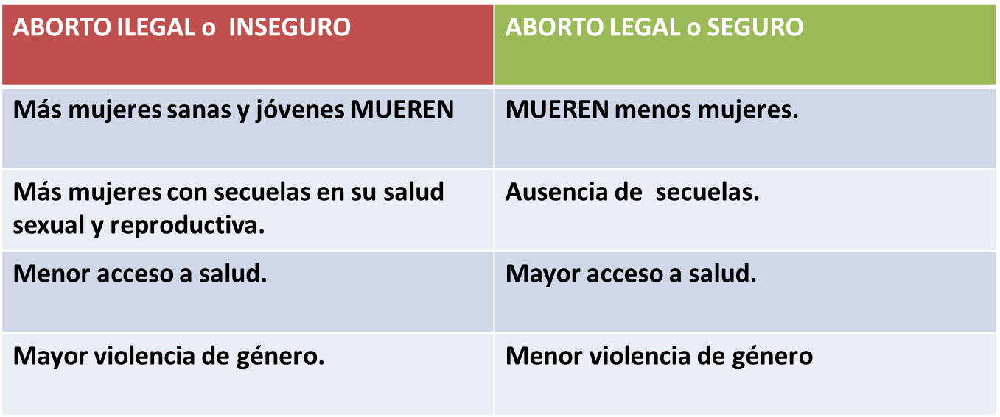 ABORTO ILEGAL o  INSEGURO
ABORTO LEGAL o SEGURO
Más mujeres sanas y jóvenes MUEREN
MUEREN menos mujeres.
Más mujeres con secuelas en su salud
sexual y reproductiva.
Ausencia de  secuelas.
Menor acceso a salud.
Mayor acceso a salud.
Mayor violencia de género.
Menor violencia de género